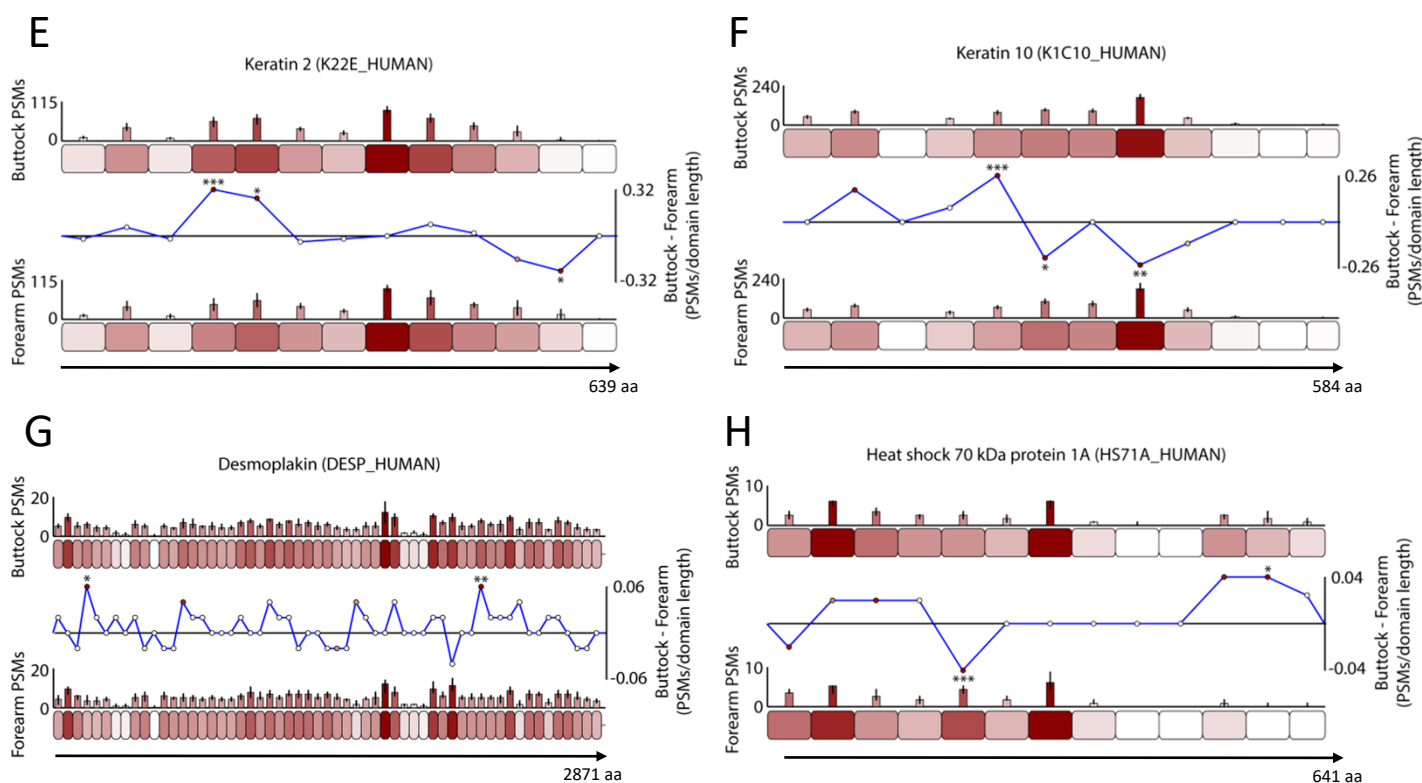 E
Keratin 2 (K22E_HUMAN)
Buttock PSMs
115
0
***
*
0.32
-0.32
*
Buttock - Forearm
(PSMs/domain length)
Forearm PSMs
115
0
639 aa
F
Keratin 10 (K1C10_HUMAN)
Buttock PSMs
240
0
***
0.26
-0.26
*
**
Buttock - Forearm
(PSMs/domain length)
Forearm PSMs
240
0
584 aa
G
Desmoplakin (DESP_HUMAN)
Buttock PSMs
20
0
*
**
0.06
-0.06
Buttock - Forearm
(PSMs/domain length)
Forearm PSMs
20
0
2871 aa
H
Heat shock 70 kDa protein 1A (HS71A_HUMAN)
Buttock PSMs
10
0
*
0.04
-0.04
***
Buttock - Forearm
(PSMs/domain length)
Forearm PSMs
10
0
641 aa